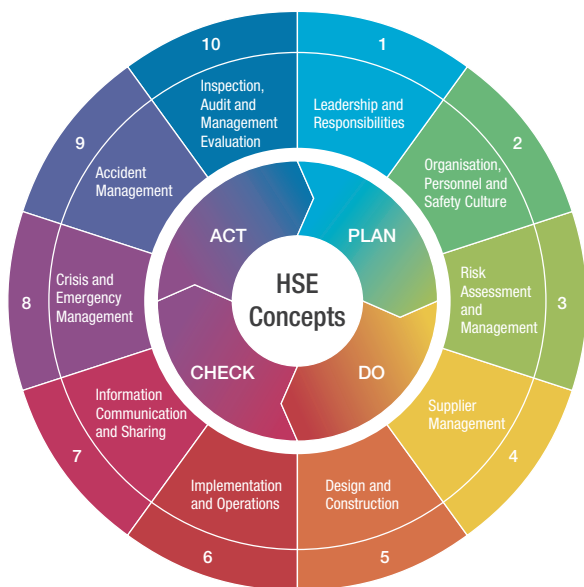 1
Leadership and
Responsibilities
2
Organisation,
Personnel and
Safety Culture
3
Risk
Assessment
and
Management
4
Supplier
Management
5
Design and
Construction
6
Implementation
and Operations
7
Information
Communication
and Sharing
8
Crisis and
Emergency
Management
9
Accident
Management
10
Inspection,
Audit and
Management
Evaluation
PLAN
DO
CHECK
ACT
HSE
Concepts